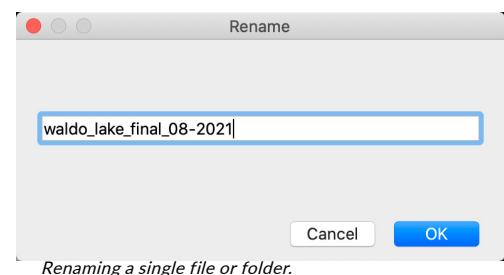 Rename
waldo_lake_final_08-2021
Cancel OK
Renaming a single file or folder.